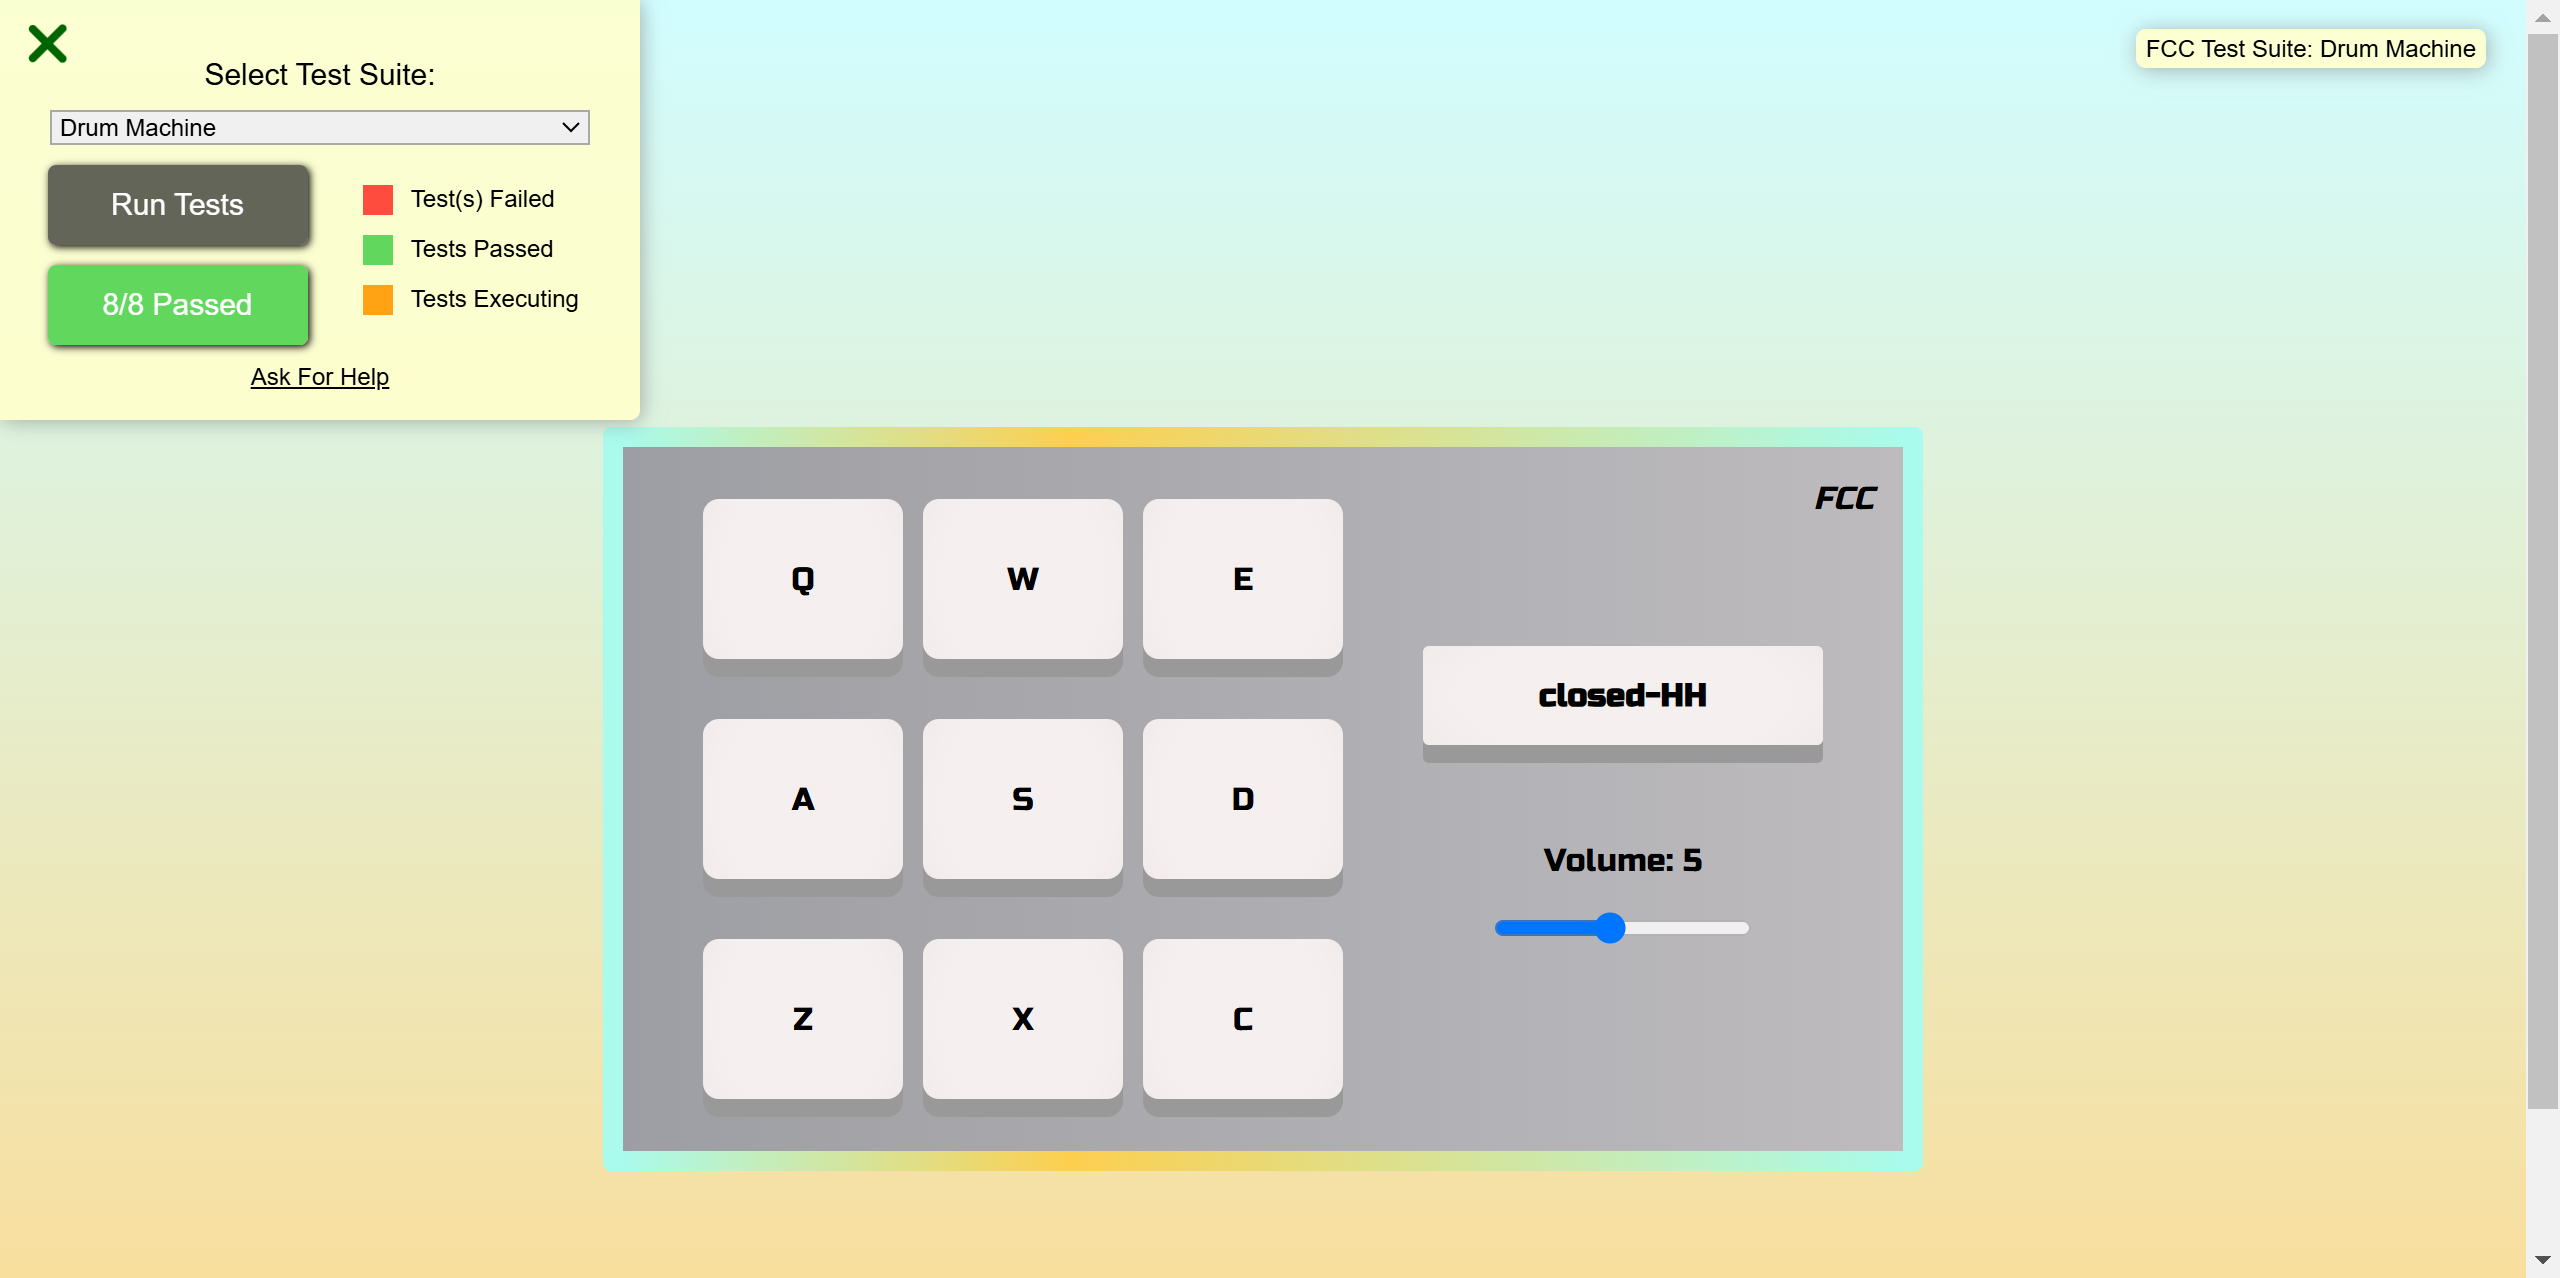 Select Test Suite:
FCC Test Suite: Drum Machine
Drum Machine
Run Tests
Test(s) Failed
Tests Passed
8/8 Passed
Tests Executing
Ask For Help
FCC
Q W E
closed-HH
A S D
Volume: 5
Z X C